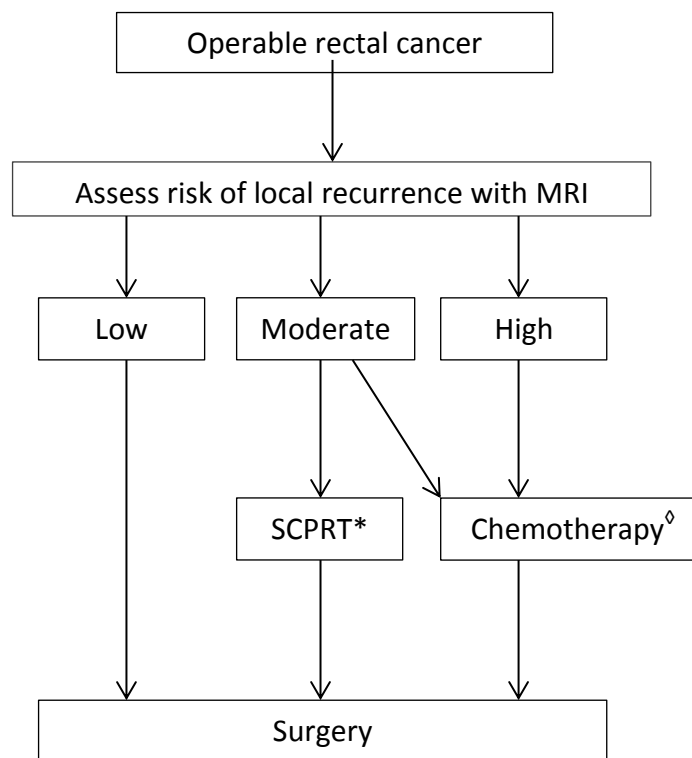 Operable rectal cancer
Assess risk of local recurrence with MRI
Low
Moderate
High
SCPRT*
Chemotherapy◊
Surgery